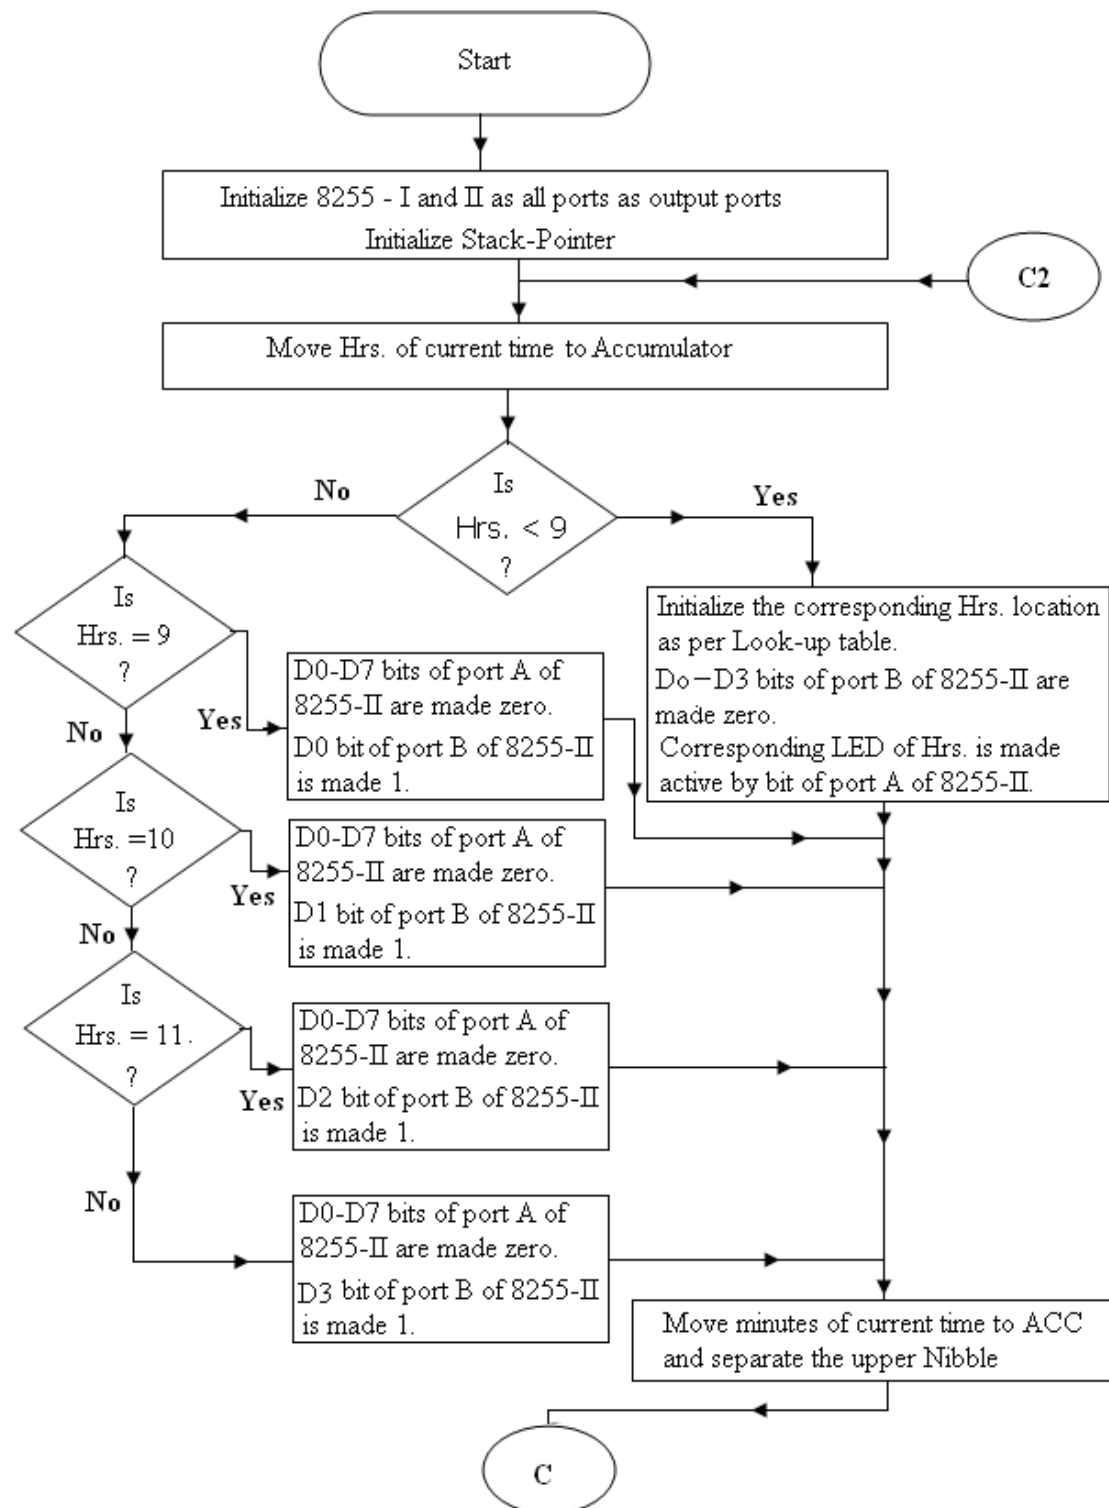 Start
Initialize 8255 - I and II as all ports as output ports
Initialize Stack-Pointer
C2
Move Hrs. of current time to Accumulator
Is
Hrs. < 9
?
No
Yes
Is
Hrs. = 9
?
Initialize the corresponding Hrs. location
as per Look-up table.
Do−D3 bits of port B of 8255-II are
made zero.
Corresponding LED of Hrs. is made
active by bit of port A of 8255-II.
Yes
D0-D7 bits of port A of
8255-II are made zero.
D0 bit of port B of 8255-II
is made 1.
No
Is
Hrs. =10
?
Yes
D0-D7 bits of port A of
8255-II are made zero.
D1 bit of port B of 8255-II
is made 1.
No
Is
Hrs. = 11.
?
Yes
D0-D7 bits of port A of
8255-II are made zero.
D2 bit of port B of 8255-II
is made 1.
No
D0-D7 bits of port A of
8255-II are made zero.
D3 bit of port B of 8255-II
is made 1.
Move minutes of current time to ACC
and separate the upper Nibble
C